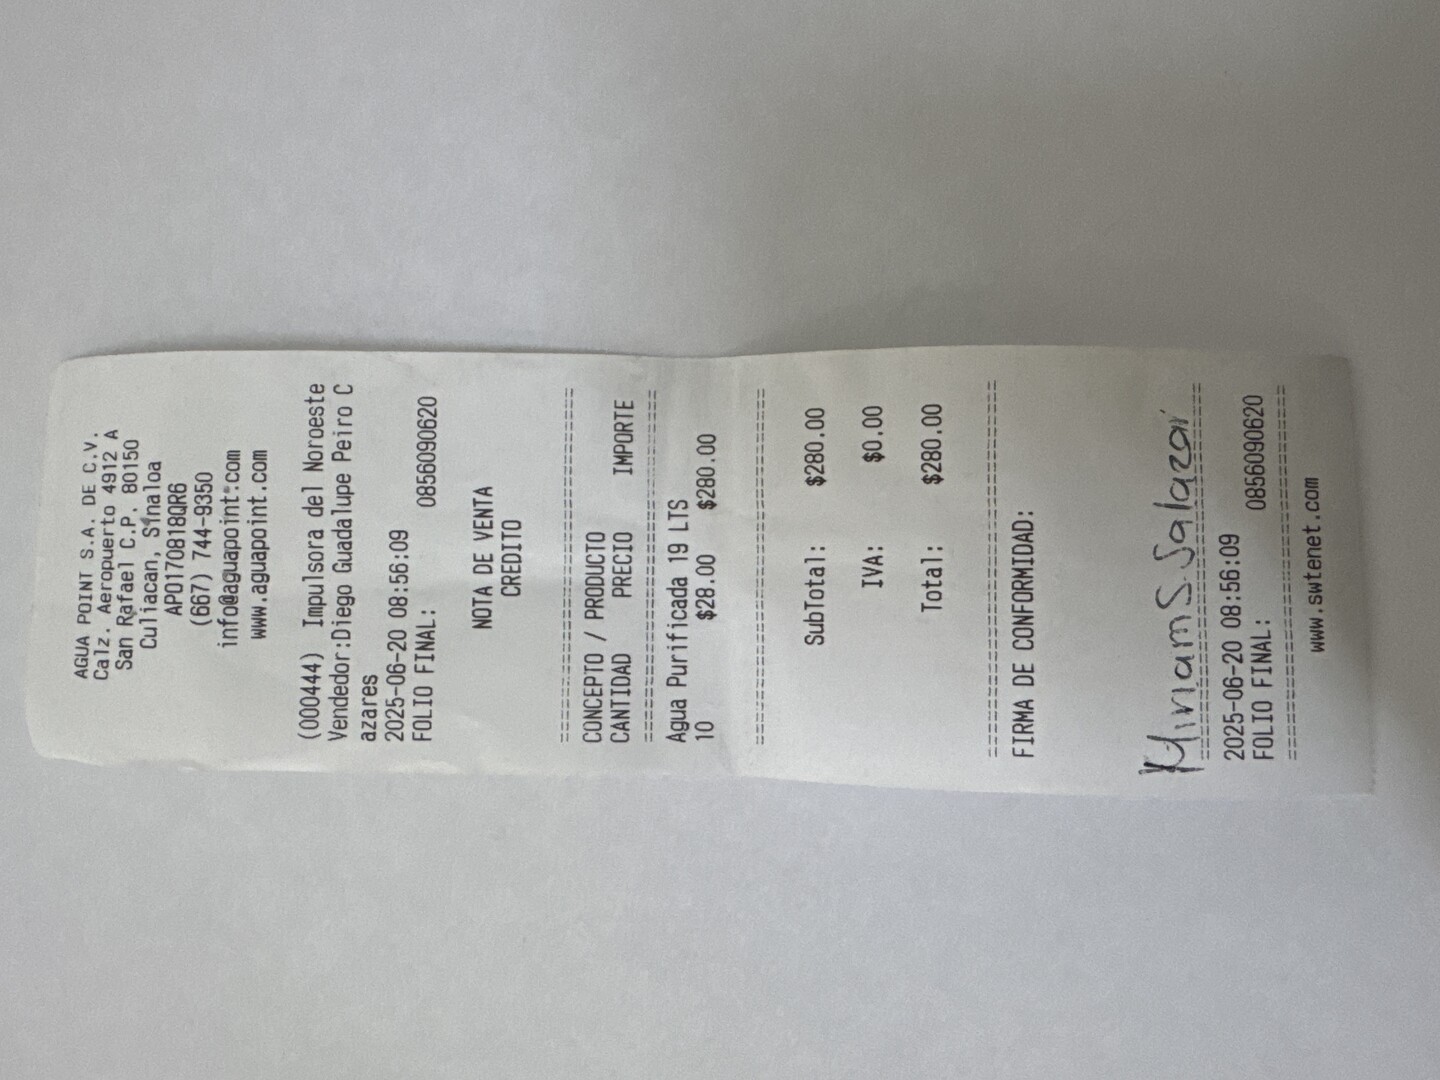 AGUA POINT S.A. DE C.V.
Calz. Aeropuerto 4912 A
San Rafael C.P. 80150
Culiacan, Sinaloa
APO170818QR6
(667) 744-9350
info@aguapoint.com
www.aguapoint.com
(000444) Impulsora del Noroeste
Vendedor:Diego Guadalupe Peiro C
azares
2025-06-20 08:56:09
FOLIO FINAL: 0856090620
NOTA DE VENTA
CREDITO
================================
CONCEPTO / PRODUCTO
CANTIDAD PRECIO IMPORTE
================================
Agua Purificada 19 LTS
10 $28.00 $280.00
================================
SubTotal: $280.00
IVA: $0.00
Total: $280.00
================================
FIRMA DE CONFORMIDAD:
Miriam S. Salazar
================================
2025-06-20 08:56:09
FOLIO FINAL: 0856090620
================================
www.swtenet.com